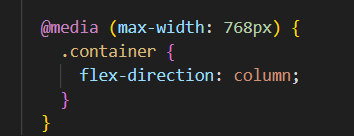 @media (max-width: 768px) {
  .container {
    flex-direction: column;
  }
}